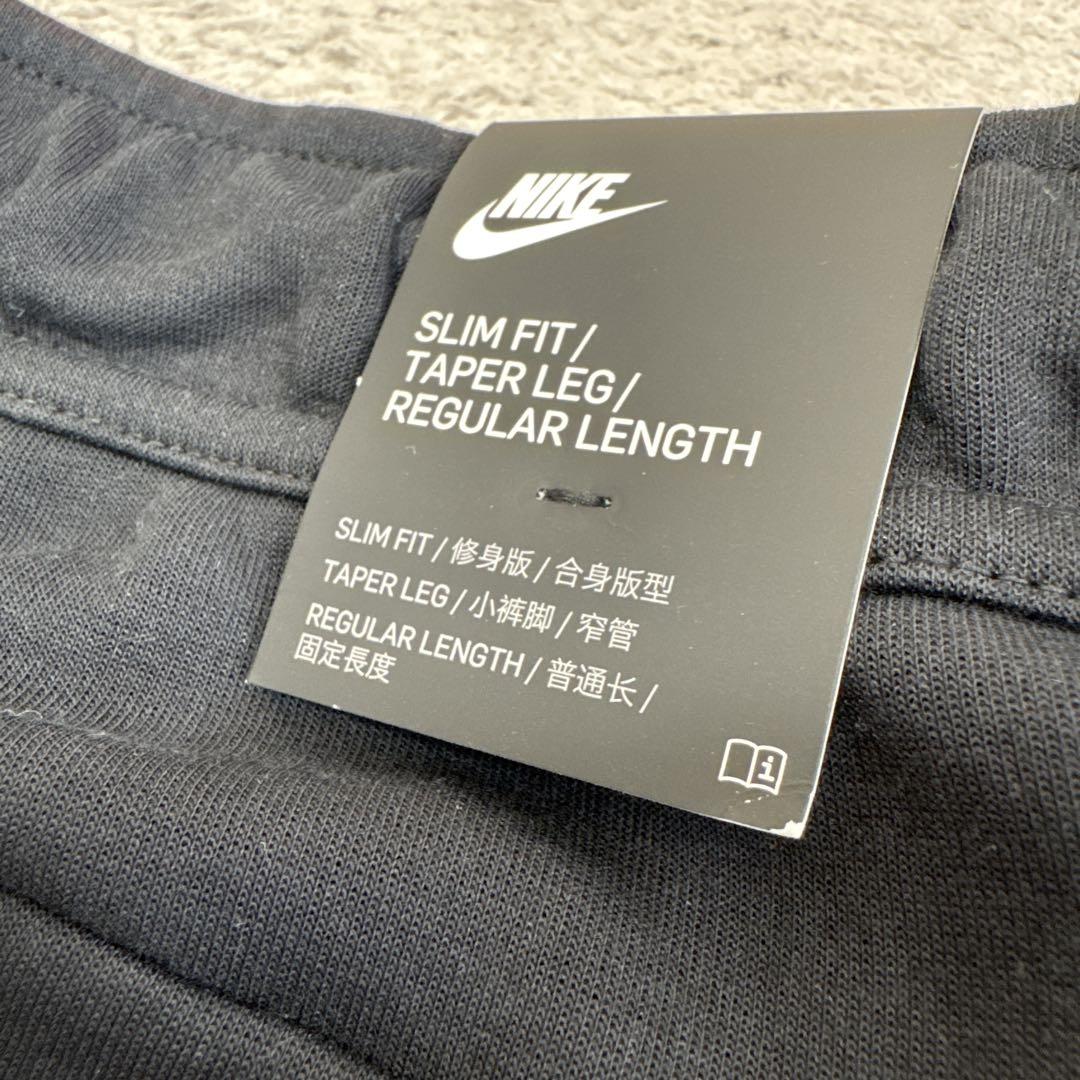 NIKE
SLIM FIT/
TAPER LEG/
REGULAR LENGTH
SLIM FIT/修身版/合身版型
TAPER LEG/小裤脚/窄管
REGULAR LENGTH/普通长/
固定長度
i